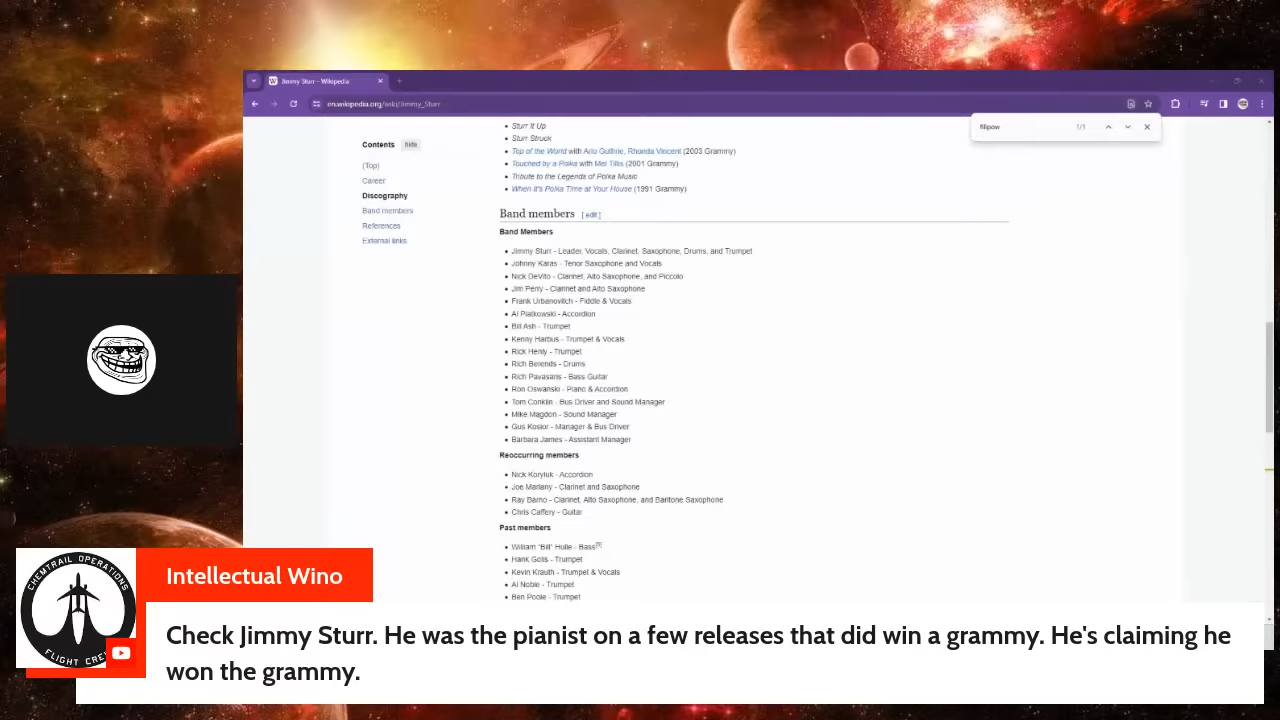 Jimmy Sturr - Wikipedia
en.wikipedia.org/wiki/Jimmy_Sturr
filipow 1/1
Contents hide
(Top)
Career
Discography
Band members
References
External links
Sturr It Up
Sturr Struck
Top of the World with Arlo Guthrie, Rhonda Vincent (2003 Grammy)
Touched by a Polka with Mel Tillis (2001 Grammy)
Tribute to the Legends of Polka Music
When It's Polka Time at Your House (1991 Grammy)
Band members [ edit ]
Band Members
Jimmy Sturr - Leader, Vocals, Clarinet, Saxophone, Drums, and Trumpet
Johnny Karas - Tenor Saxophone and Vocals
Nick DeVito - Clarinet, Alto Saxophone, and Piccolo
Jim Perry - Clarinet and Alto Saxophone
Frank Urbanovitch - Fiddle & Vocals
Al Piatkowski - Accordion
Bill Ash - Trumpet
Kenny Harbus - Trumpet & Vocals
Rick Henly - Trumpet
Rich Berends - Drums
Rich Pavasaris - Bass Guitar
Ron Oswanski - Piano & Accordion
Tom Conklin - Bus Driver and Sound Manager
Mike Magdon - Sound Manager
Gus Kosior - Manager & Bus Driver
Barbara James - Assistant Manager
Reoccurring members
Nick Koryluk - Accordion
Joe Mariany - Clarinet and Saxophone
Ray Barno - Clarinet, Alto Saxophone, and Baritone Saxophone
Chris Caffery - Guitar
Past members
William "Bill" Hulle - Bass[5]
Hank Golis - Trumpet
Kevin Krauth - Trumpet & Vocals
Al Noble - Trumpet
Ben Poole - Trumpet
CHEMTRAIL OPERATIONS
FLIGHT CREW
Intellectual Wino
Check Jimmy Sturr. He was the pianist on a few releases that did win a grammy. He's claiming he
won the grammy.